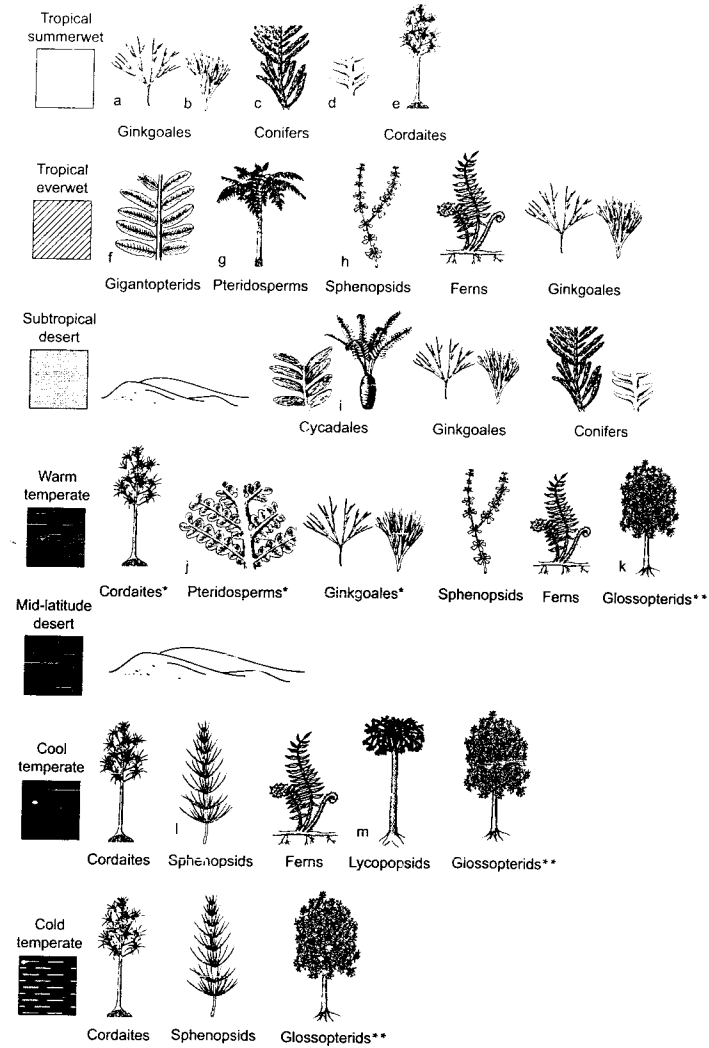 Tropical
summerwet
a b c d e
Ginkgoales Conifers Cordaites
Tropical
everwet
f g h
Gigantopterids Pteridosperms Sphenopsids Ferns Ginkgoales
Subtropical
desert
i
Cycadales Ginkgoales Conifers
Warm
temperate
j k
Cordaites* Pteridosperms* Ginkgoales* Sphenopsids Ferns Glossopterids**
Mid-latitude
desert
Cool
temperate
l m
Cordaites Sphenopsids Ferns Lycopopsids Glossopterids**
Cold
temperate
Cordaites Sphenopsids Glossopterids**